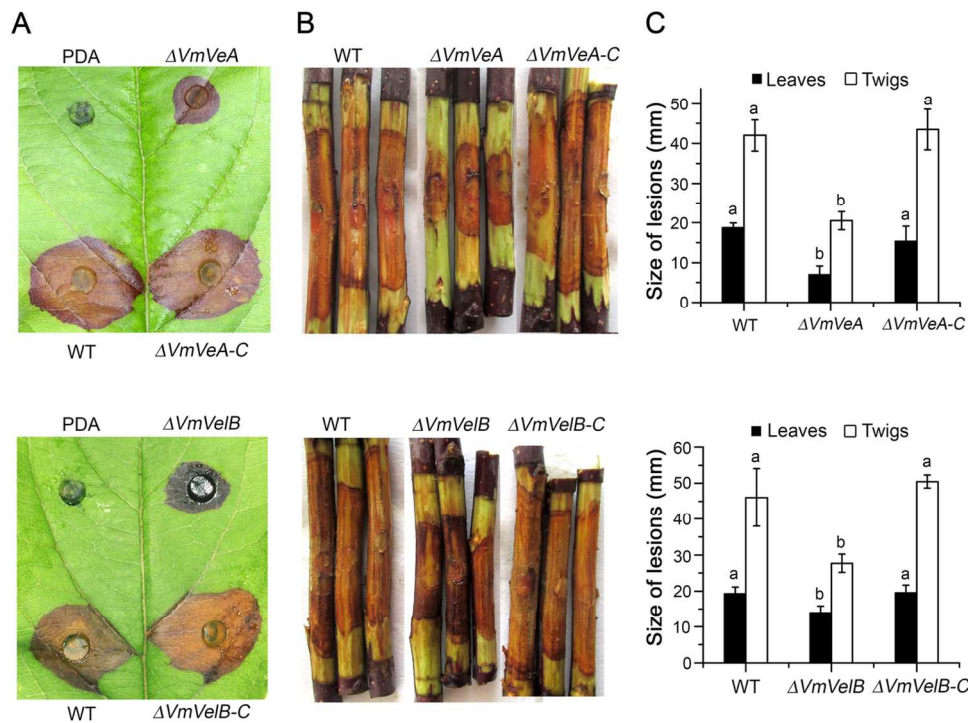 A
B
C
PDA ΔVmVeA
WT ΔVmVeA-C
WT ΔVmVeA ΔVmVeA-C
Leaves Twigs
Size of lesions (mm)
50
40
30
20
10
0
a a
a b b a a
WT ΔVmVeA ΔVmVeA-C
PDA ΔVmVelB
WT ΔVmVelB-C
WT ΔVmVelB ΔVmVelB-C
Leaves Twigs
Size of lesions (mm)
60
50
40
30
20
10
0
a a
a b b a
WT ΔVmVelB ΔVmVelB-C